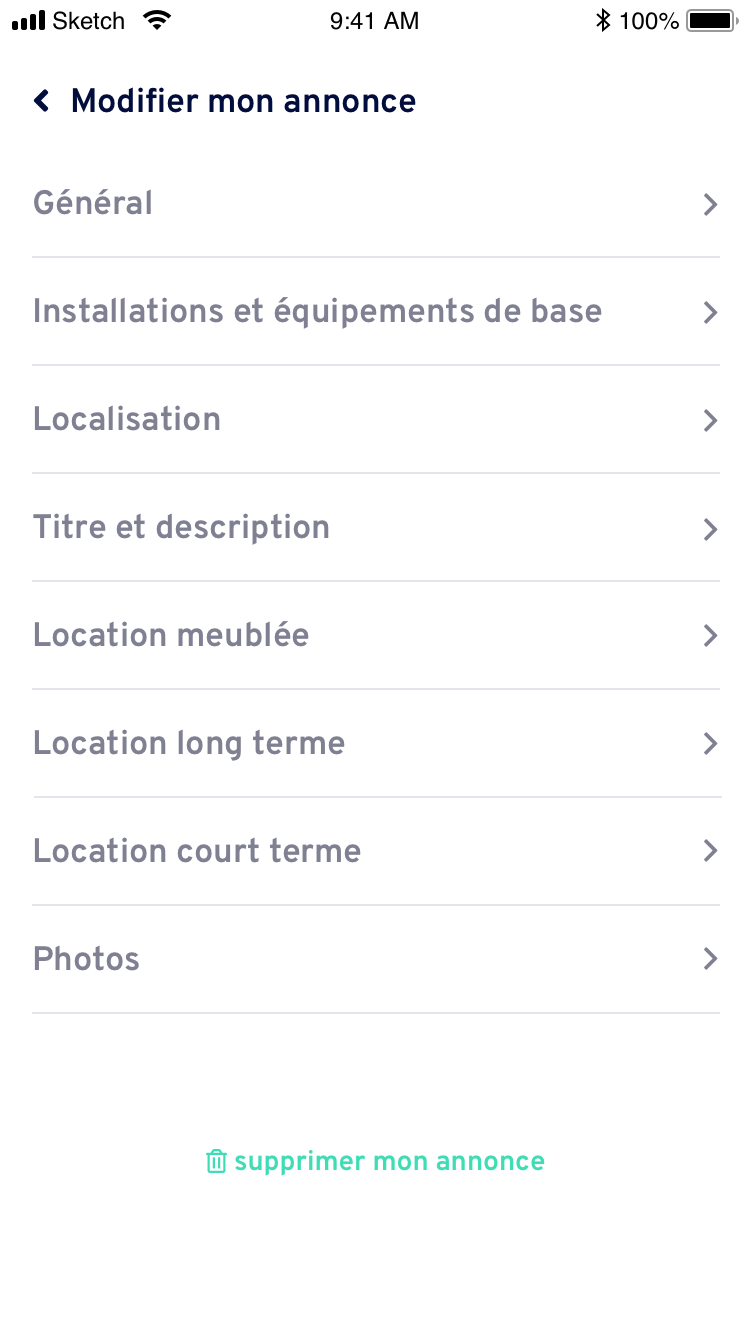 Sketch 9:41 AM 100%
Modifier mon annonce
Général
Installations et équipements de base
Localisation
Titre et description
Location meublée
Location long terme
Location court terme
Photos
supprimer mon annonce